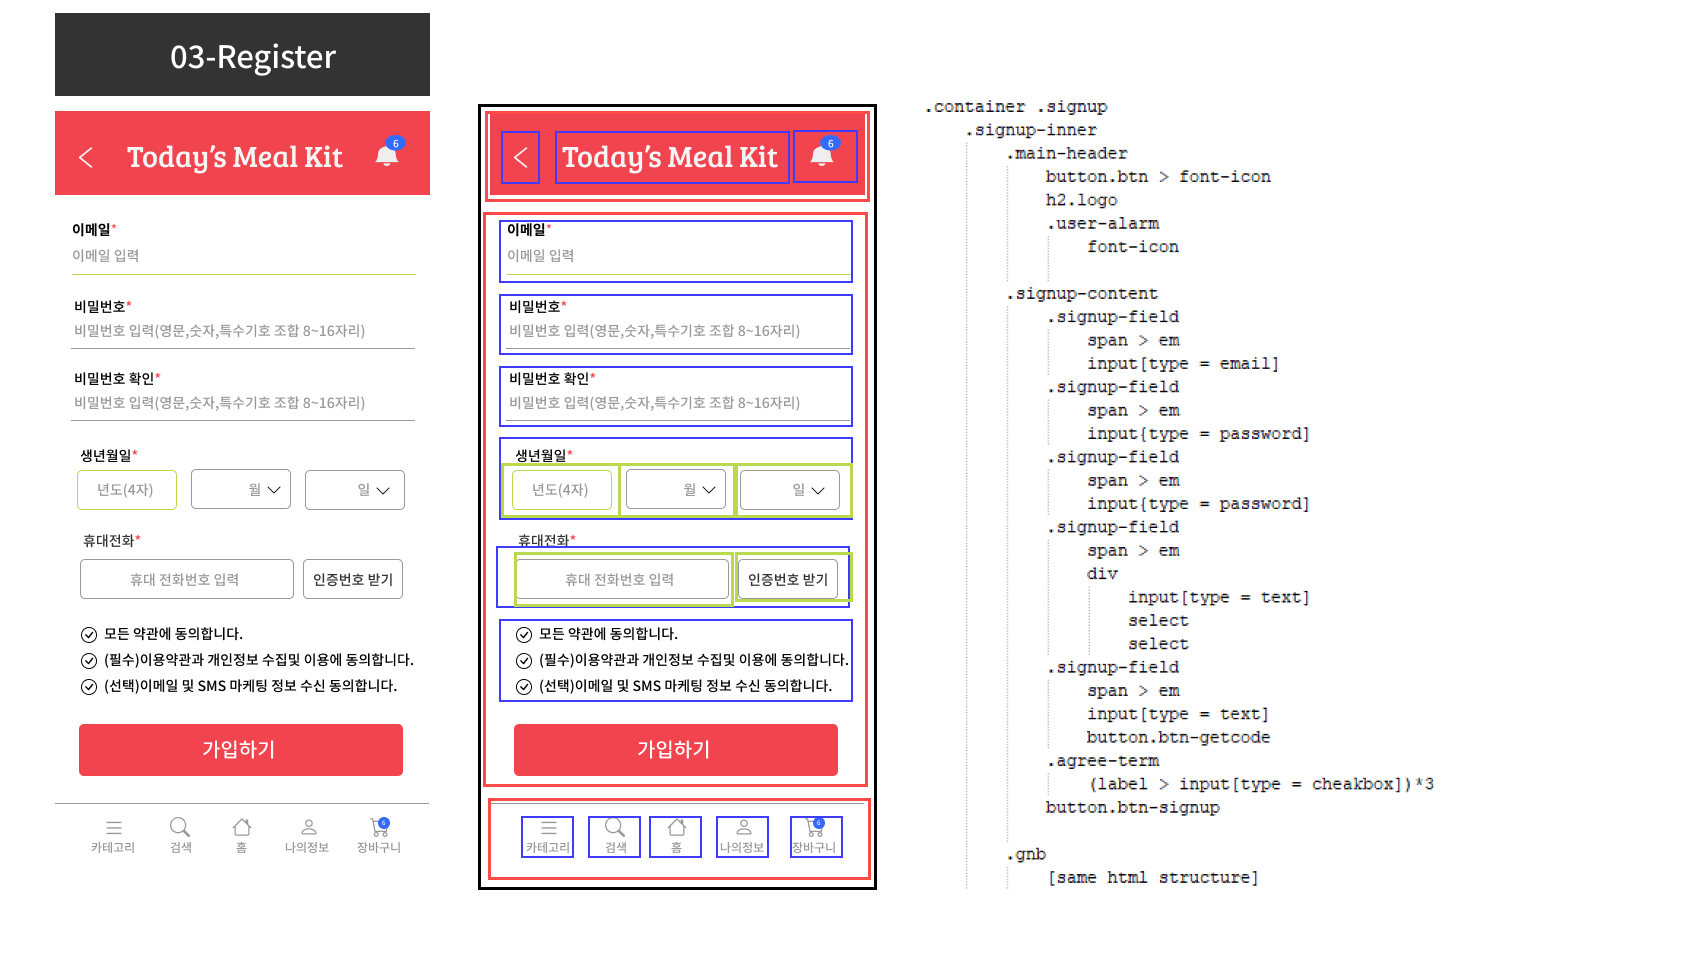 03-Register
Today's Meal Kit
6
이메일*
이메일 입력
비밀번호*
비밀번호 입력(영문,숫자,특수기호 조합 8~16자리)
비밀번호 확인*
비밀번호 입력(영문,숫자,특수기호 조합 8~16자리)
생년월일*
년도(4자) 월 일
휴대전화*
휴대 전화번호 입력 인증번호 받기
모든 약관에 동의합니다.
(필수)이용약관과 개인정보 수집및 이용에 동의합니다.
(선택)이메일 및 SMS 마케팅 정보 수신 동의합니다.
가입하기
6
카테고리 검색 홈 나의정보 장바구니
Today's Meal Kit
6
이메일*
이메일 입력
비밀번호*
비밀번호 입력(영문,숫자,특수기호 조합 8~16자리)
비밀번호 확인*
비밀번호 입력(영문,숫자,특수기호 조합 8~16자리)
생년월일*
년도(4자) 월 일
휴대전화*
휴대 전화번호 입력 인증번호 받기
모든 약관에 동의합니다.
(필수)이용약관과 개인정보 수집및 이용에 동의합니다.
(선택)이메일 및 SMS 마케팅 정보 수신 동의합니다.
가입하기
6
카테고리 검색 홈 나의정보 장바구니
.container .signup
.signup-inner
.main-header
button.btn > font-icon
h2.logo
.user-alarm
font-icon
.signup-content
.signup-field
span > em
input[type = email]
.signup-field
span > em
input{type = password]
.signup-field
span > em
input{type = password]
.signup-field
span > em
div
input[type = text]
select
select
.signup-field
span > em
input[type = text]
button.btn-getcode
.agree-term
(label > input[type = cheakbox])*3
button.btn-signup
.gnb
[same html structure]